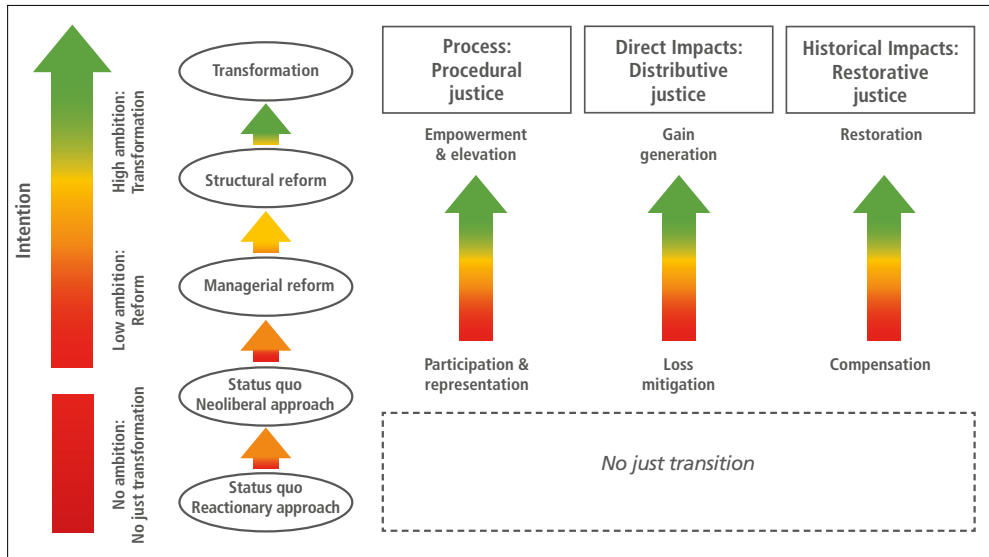 Intention
High ambition:
Transformation
Low ambition:
Reform
No ambition:
No just transformation
Transformation
Structural reform
Managerial reform
Status quo
Neoliberal approach
Status quo
Reactionary approach
Process:
Procedural
justice
Empowerment
& elevation
Participation &
representation
Direct Impacts:
Distributive
justice
Gain
generation
Loss
mitigation
Historical Impacts:
Restorative
justice
Restoration
Compensation
No just transition